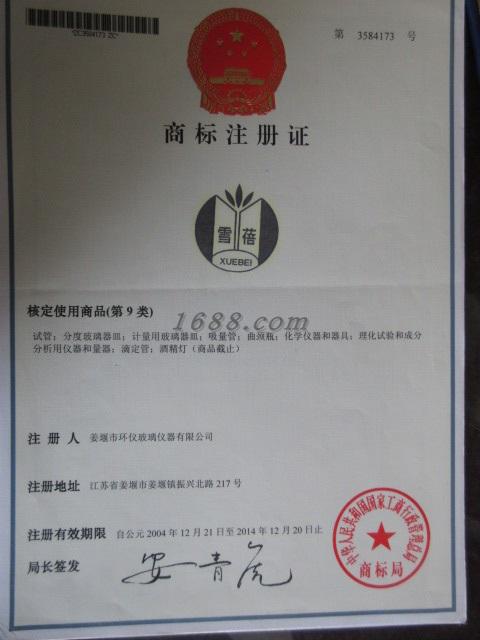 *ZC3584173 ZC*
第 3584173 号
商标注册证
雪蓓
XUEBEI
核定使用商品(第 9 类)
1688.com
试管；分度玻璃器皿；计量用玻璃器皿；吸量管；曲颈瓶；化学仪器和器具；理化试验和成分
分析用仪器和量器；滴定管；酒精灯（商品截止）
注 册 人 姜堰市环仪玻璃仪器有限公司
注册地址 江苏省姜堰市姜堰镇振兴北路 217 号
注册有效期限 自公元 2004 年 12 月 21 日至 2014 年 12 月 20 日止
局长签发 安青虎
中华人民共和国国家工商行政管理总局
商标局